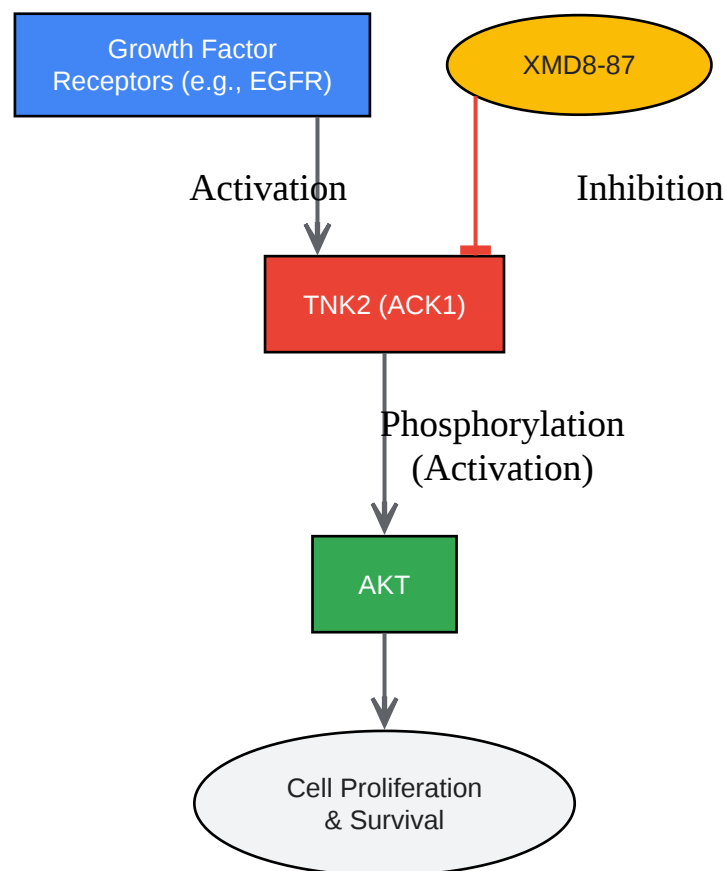 Growth Factor
Receptors (e.g., EGFR)
XMD8-87
Activation
Inhibition
TNK2 (ACK1)
Phosphorylation
(Activation)
AKT
Cell Proliferation
& Survival